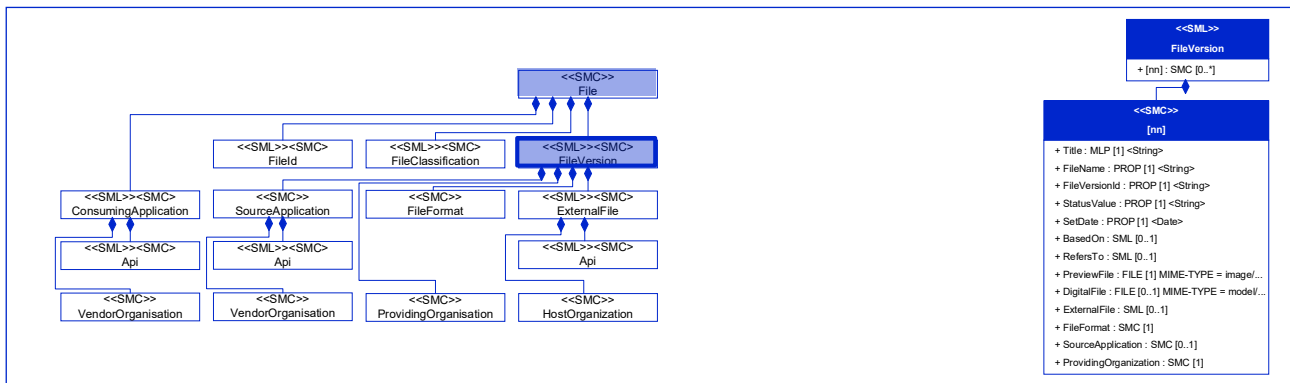 <<SMC>>
File
<<SML>><<SMC>
FileId
<<SMC>>
FileClassification
<<SML>><<SMC>
FileVersion
<<SML>><<SMC>
ConsumingApplication
<<SML>><<SMC>
SourceApplication
<<SMC>>
FileFormat
<<SML>><<SMC>
ExternalFile
<<SML>><<SMC>
Api
<<SML>><<SMC>
Api
<<SML>><<SMC>
Api
<<SMC>>
VendorOrganisation
<<SMC>>
VendorOrganisation
<<SMC>>
ProvidingOrganisation
<<SMC>>
HostOrganization
<<SML>>
FileVersion
+ [nn] : SMC [0..*]
<<SMC>>
[nn]
+ Title : MLP [1] <String>
+ FileName : PROP [1] <String>
+ FileVersionId : PROP [1] <String>
+ StatusValue : PROP [1] <String>
+ SetDate : PROP [1] <Date>
+ BasedOn : SML [0..1]
+ RefersTo : SML [0..1]
+ PreviewFile : FILE [1] MIME-TYPE = image/...
+ DigitalFile : FILE [0..1] MIME-TYPE = model/...
+ ExternalFile : SML [0..1]
+ FileFormat : SMC [1]
+ SourceApplication : SMC [0..1]
+ ProvidingOrganization : SMC [1]